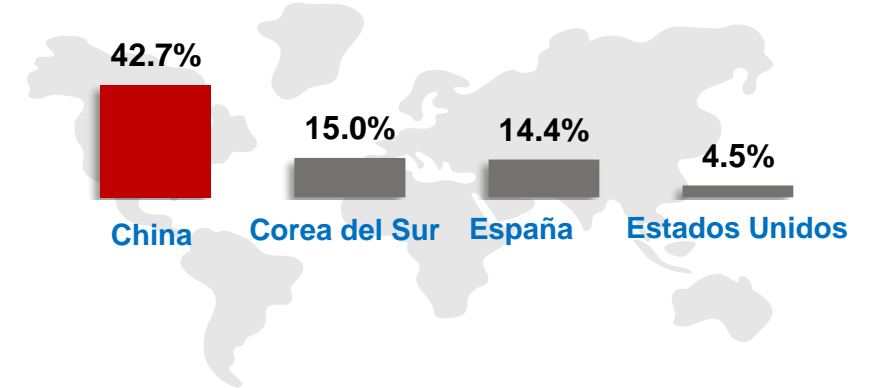 42.7%
15.0%
14.4%
4.5%
China
Corea del Sur
España
Estados Unidos